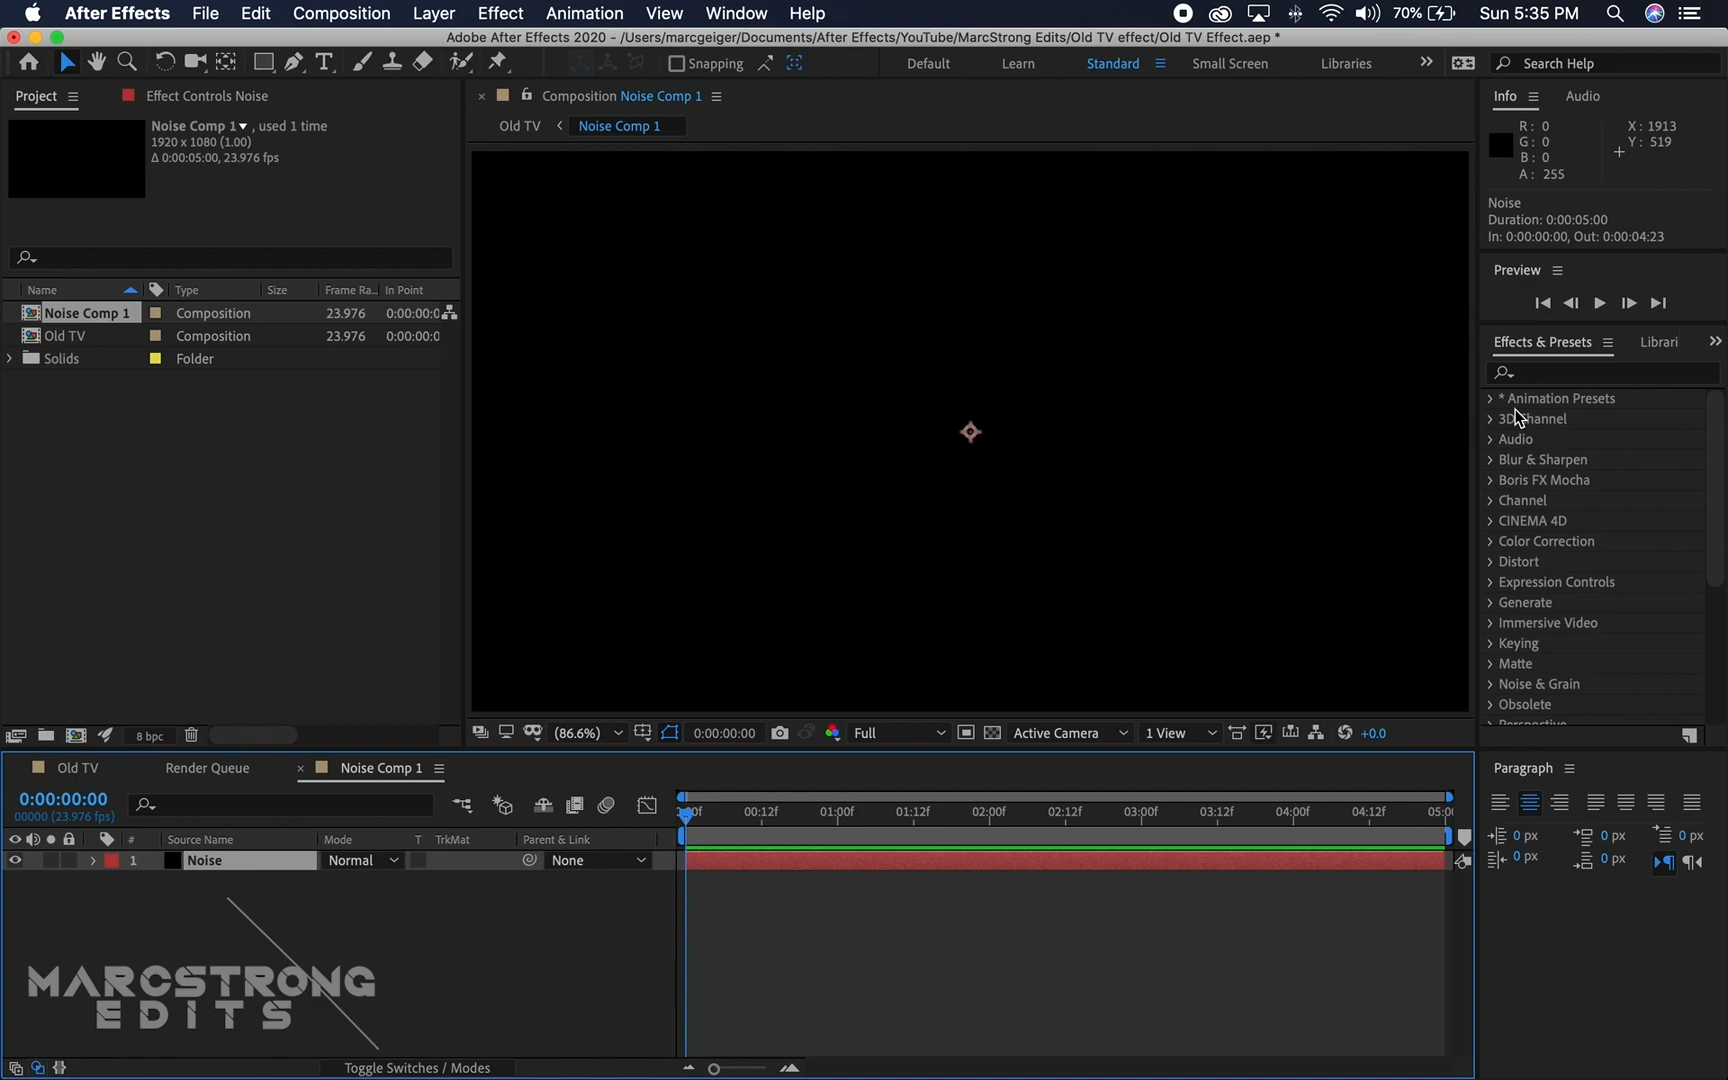 After Effects File Edit Composition Layer Effect Animation View Window Help 70% Sun 5:35 PM
Adobe After Effects 2020 - /Users/marcgeiger/Documents/After Effects/YouTube/MarcStrong Edits/Old TV effect/Old TV Effect.aep *
Snapping Default Learn Standard Small Screen Libraries Search Help
Project Effect Controls Noise Composition Noise Comp 1 Info Audio
Noise Comp 1 , used 1 time
1920 x 1080 (1.00)
Δ 0:00:05:00, 23.976 fps
Old TV Noise Comp 1
R: 0 X: 1913
G: 0 Y: 519
B: 0
A: 255
Noise
Duration: 0:00:05:00
In: 0:00:00:00, Out: 0:00:04:23
Preview
Name Type Size Frame Ra... In Point
Noise Comp 1 Composition 23.976 0:00:00:0
Old TV Composition 23.976 0:00:00:0
Solids Folder
Effects & Presets Librari
* Animation Presets
3D Channel
Audio
Blur & Sharpen
Boris FX Mocha
Channel
CINEMA 4D
Color Correction
Distort
Expression Controls
Generate
Immersive Video
Keying
Matte
Noise & Grain
Obsolete
Perspective
8 bpc (86.6%) 0:00:00:00 Full Active Camera 1 View +0.0
Old TV Render Queue Noise Comp 1
0:00:00:00
00000 (23.976 fps)
00:12f 01:00f 01:12f 02:00f 02:12f 03:00f 03:12f 04:00f 04:12f
# Source Name Mode T TrkMat Parent & Link
1 Noise Normal None
Paragraph
0 px 0 px 0 px
0 px 0 px
MARCSTRONG
EDITS
Toggle Switches / Modes